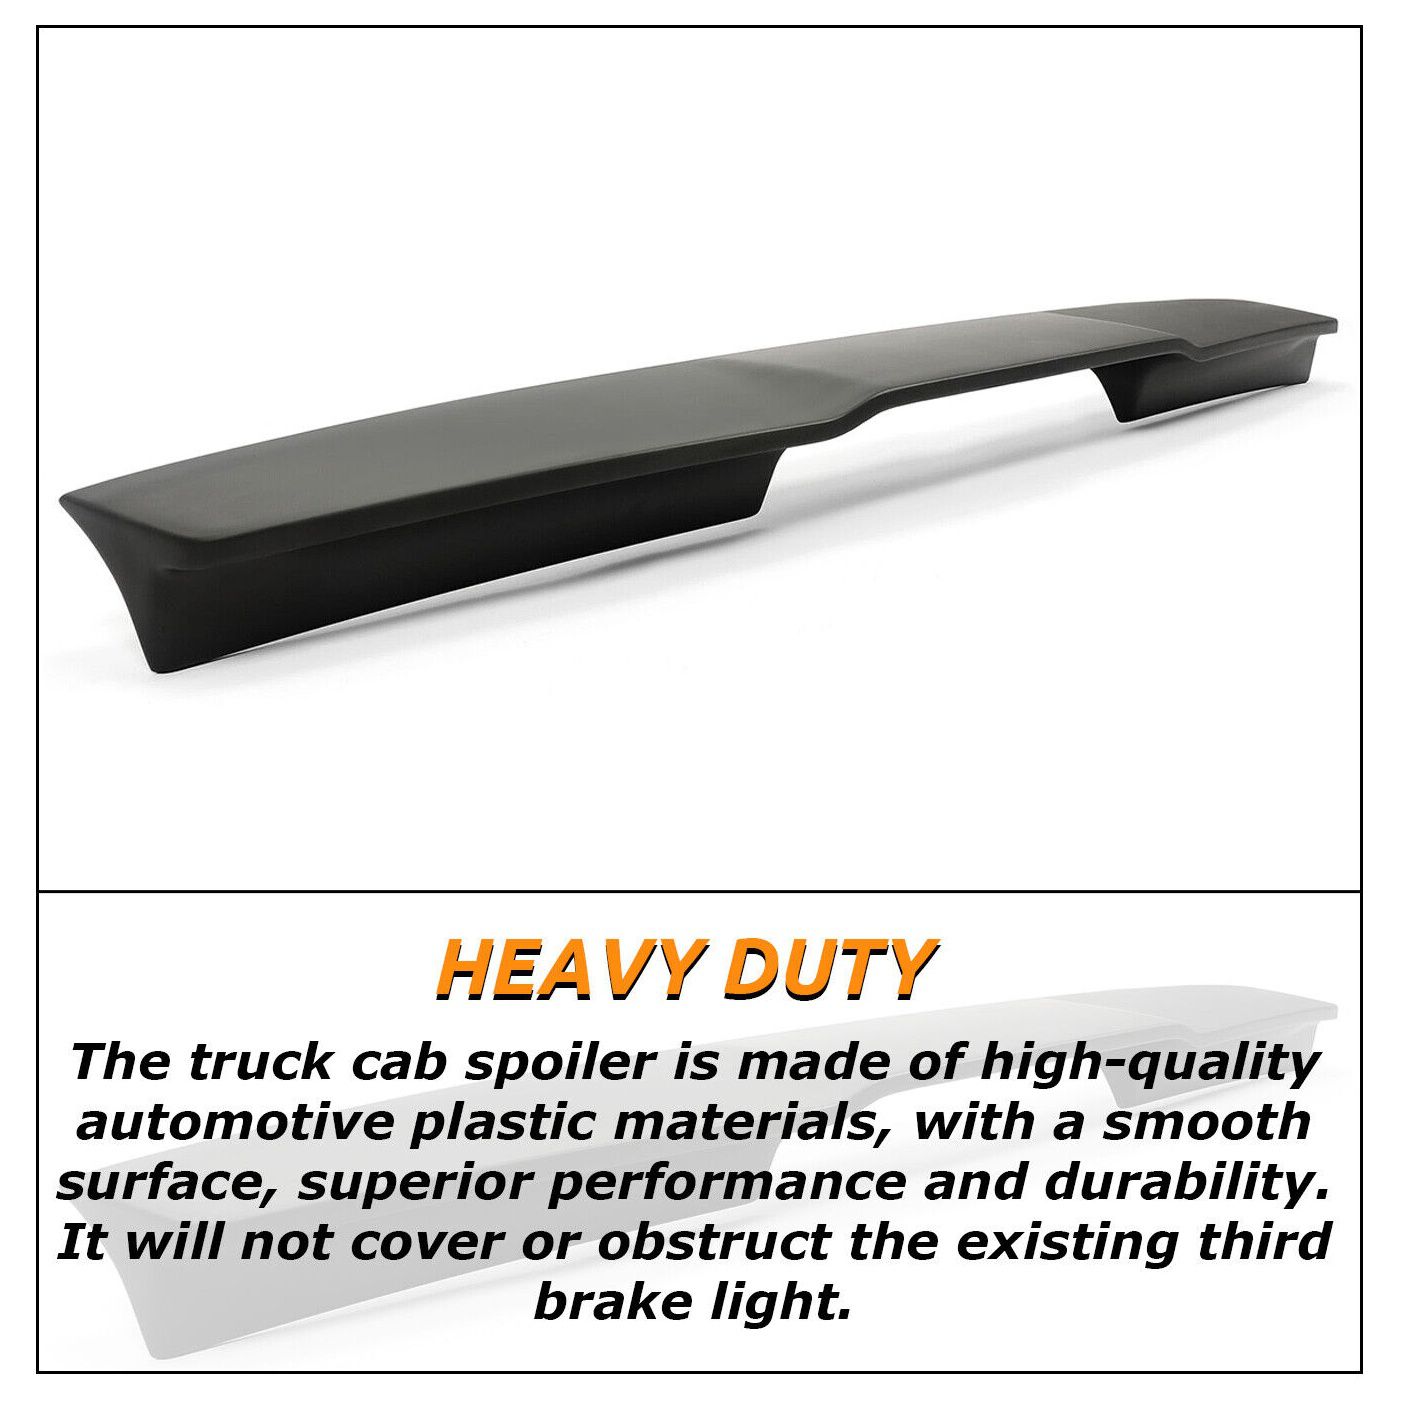 HEAVY DUTY
The truck cab spoiler is made of high-quality
automotive plastic materials, with a smooth
surface, superior performance and durability.
It will not cover or obstruct the existing third
brake light.